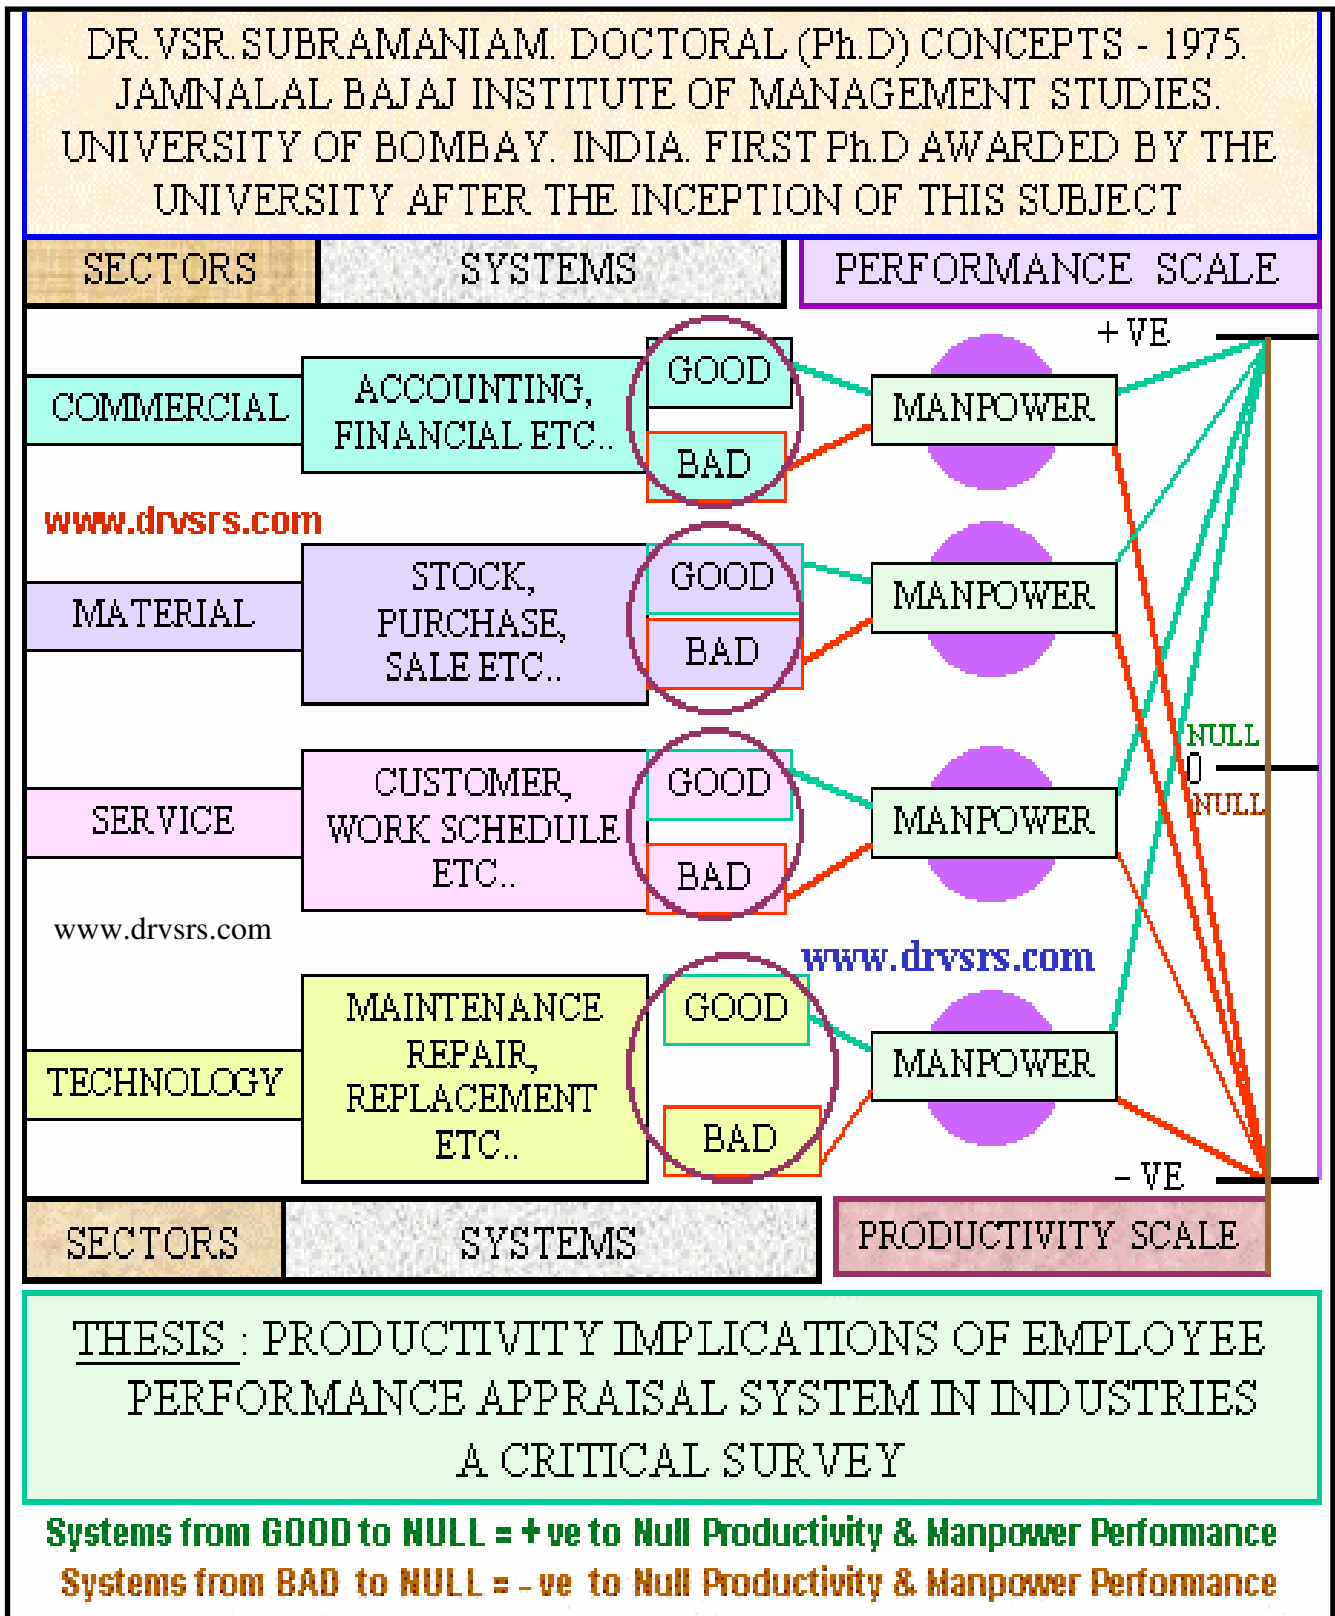 DR.VSR.SUBRAMANIAM. DOCTORAL (Ph.D) CONCEPTS - 1975.
JAMNALAL BAJAJ INSTITUTE OF MANAGEMENT STUDIES.
UNIVERSITY OF BOMBAY. INDIA. FIRST Ph.D AWARDED BY THE
UNIVERSITY AFTER THE INCEPTION OF THIS SUBJECT
SECTORS
SYSTEMS
PERFORMANCE SCALE
+ VE
COMMERCIAL
ACCOUNTING,
FINANCIAL ETC..
GOOD
BAD
MANPOWER
www.drvsrs.com
MATERIAL
STOCK,
PURCHASE,
SALE ETC..
GOOD
BAD
MANPOWER
NULL
0
NULL
SERVICE
CUSTOMER,
WORK SCHEDULE
ETC..
GOOD
BAD
MANPOWER
www.drvsrs.com
www.drvsrs.com
TECHNOLOGY
MAINTENANCE
REPAIR,
REPLACEMENT
ETC..
GOOD
BAD
MANPOWER
- VE
SECTORS
SYSTEMS
PRODUCTIVITY SCALE
THESIS : PRODUCTIVITY IMPLICATIONS OF EMPLOYEE
PERFORMANCE APPRAISAL SYSTEM IN INDUSTRIES
A CRITICAL SURVEY
Systems from GOOD to NULL = + ve to Null Productivity & Manpower Performance
Systems from BAD to NULL = - ve to Null Productivity & Manpower Performance